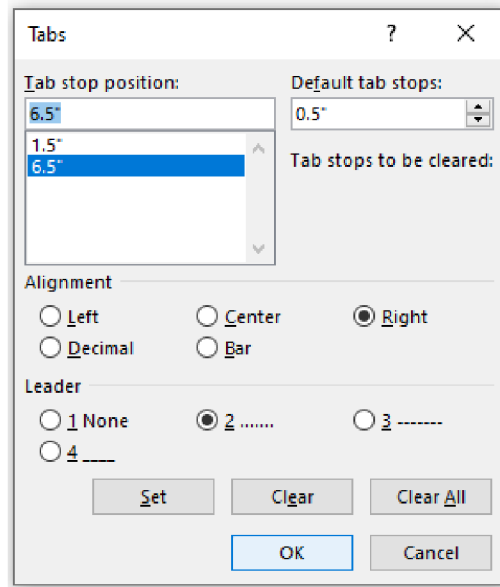 Tabs ?
Tab stop position: Default tab stops:
6.5" 0.5"
1.5"
6.5"
Tab stops to be cleared:
Alignment
Left Center Right
Decimal Bar
Leader
1 None 2 ....... 3 -------
4 ____
Set Clear Clear All
OK Cancel